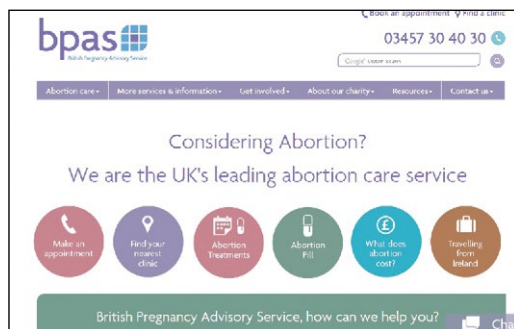 Book an appointment Find a clinic
bpas
British Pregnancy Advisory Service
03457 30 40 30
Abortion care
More services & information
Get involved
About our charity
Resources
Contact us
Considering Abortion?
We are the UK's leading abortion care service
Make an
appointment
Find your
nearest
clinic
Abortion
Treatments
Abortion
Pill
£
What does
abortion
cost?
Travelling
from
Ireland
British Pregnancy Advisory Service, how can we help you?